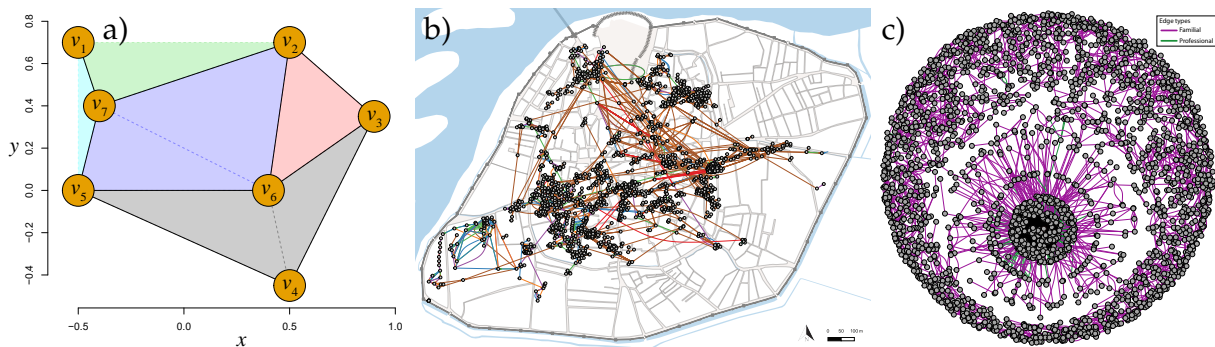 a)
0.8
0.6
0.4
0.2
0.0
−0.2
−0.4
y
v1
v2
v3
v7
v5
v6
v4
−0.5
0.0
0.5
1.0
x
b)
0 50 100 m
c)
Edge types
Familial
Professional